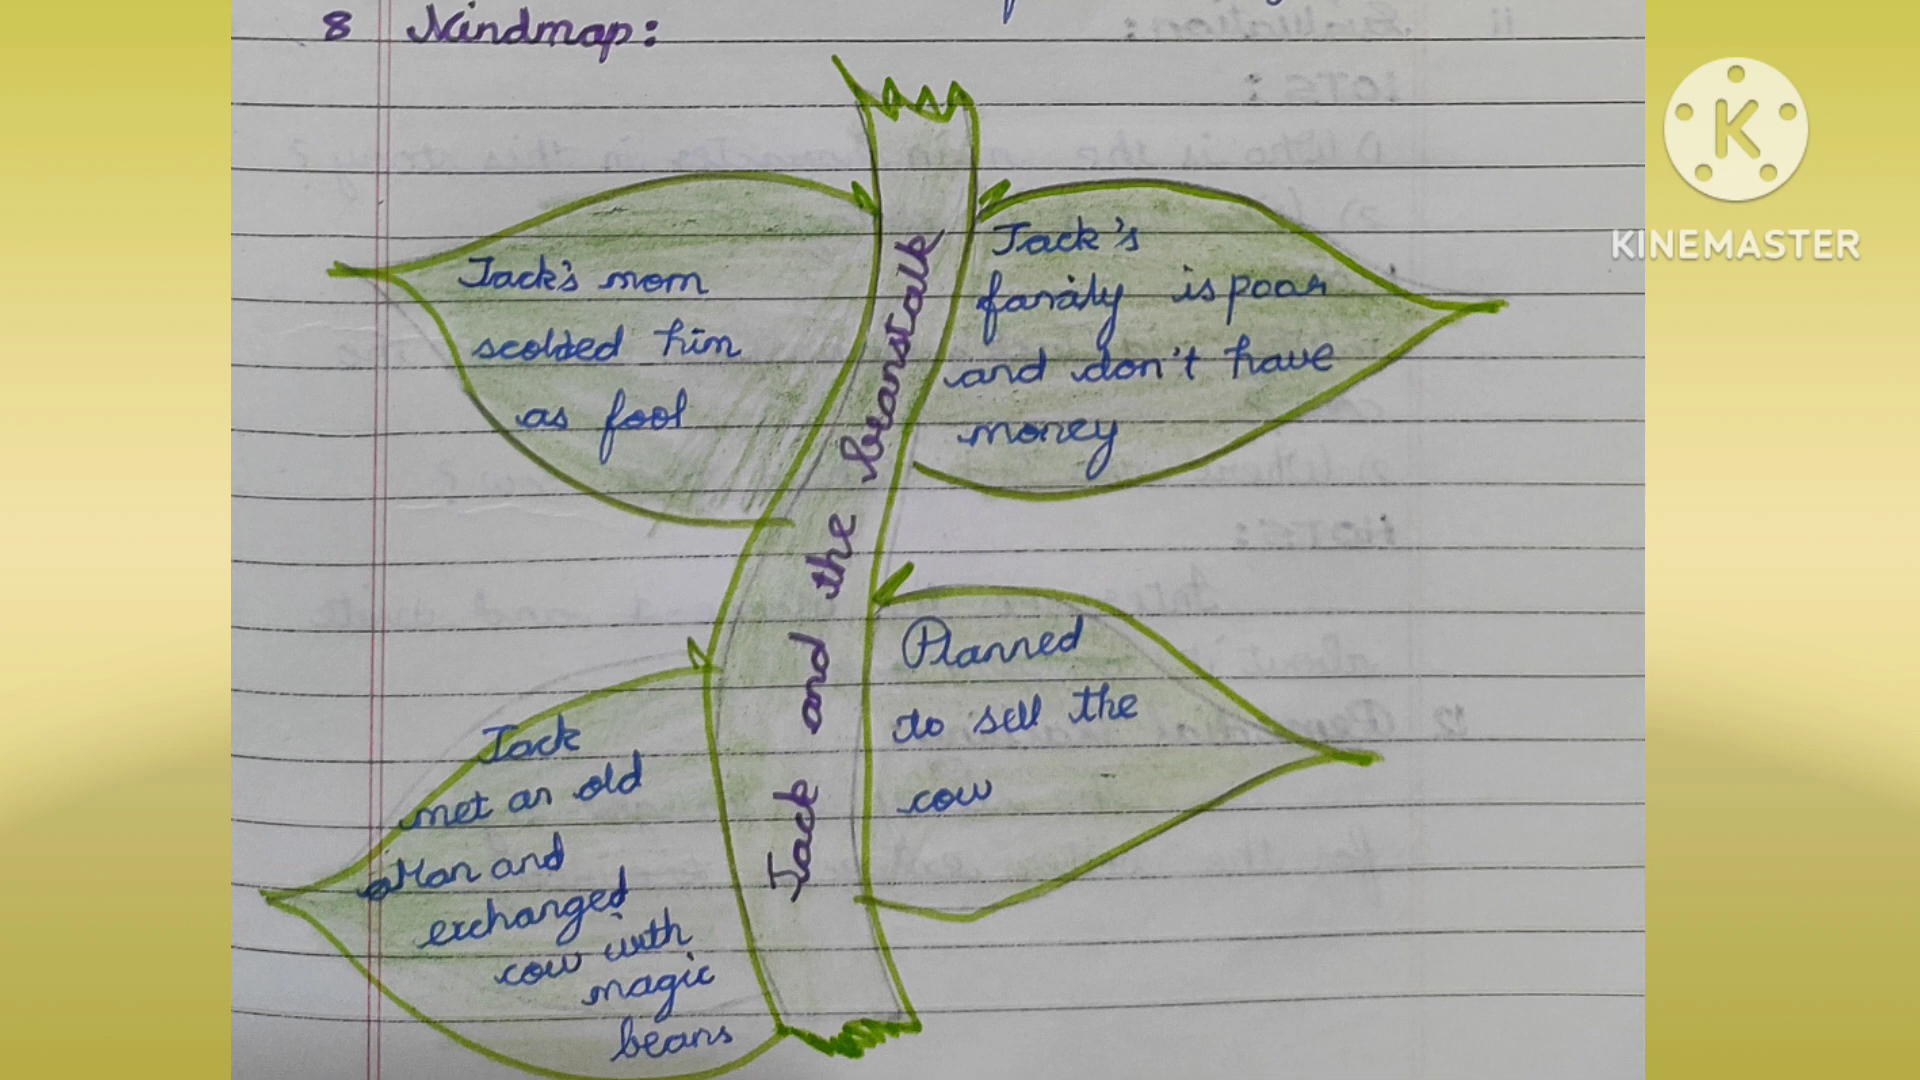 8 Mindmap:
Jack's mom
scolded him
as fool
Jack's
family is poor
and don't have
money
Jack and the beanstalk
Planned
to sell the
cow
Jack
met an old
Man and
exchanged
cow with
magic
beans
KINEMASTER